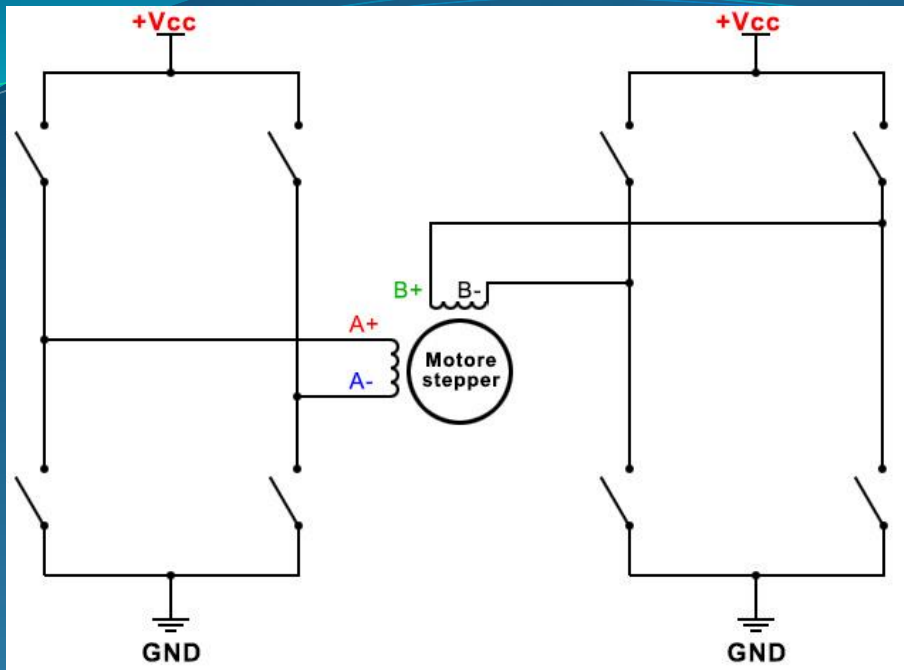 +Vcc
+Vcc
B+
B-
A+
A-
Motore
stepper
GND
GND